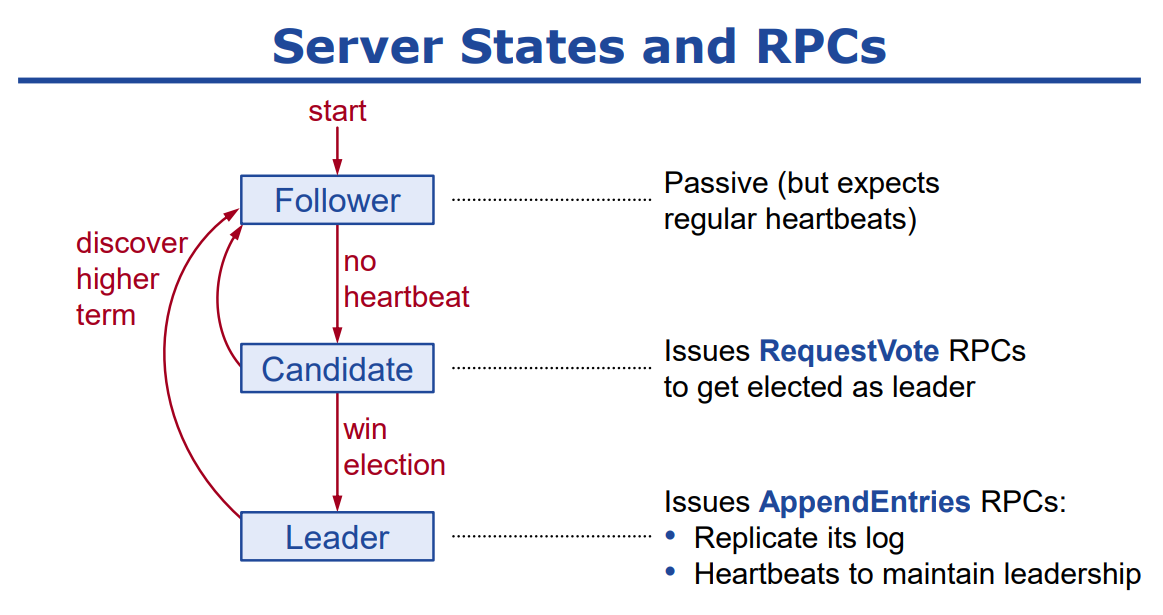 Server States and RPCs
start
Follower
Passive (but expects
regular heartbeats)
discover
higher
term
no
heartbeat
Candidate
Issues RequestVote RPCs
to get elected as leader
win
election
Leader
Issues AppendEntries RPCs:
• Replicate its log
• Heartbeats to maintain leadership